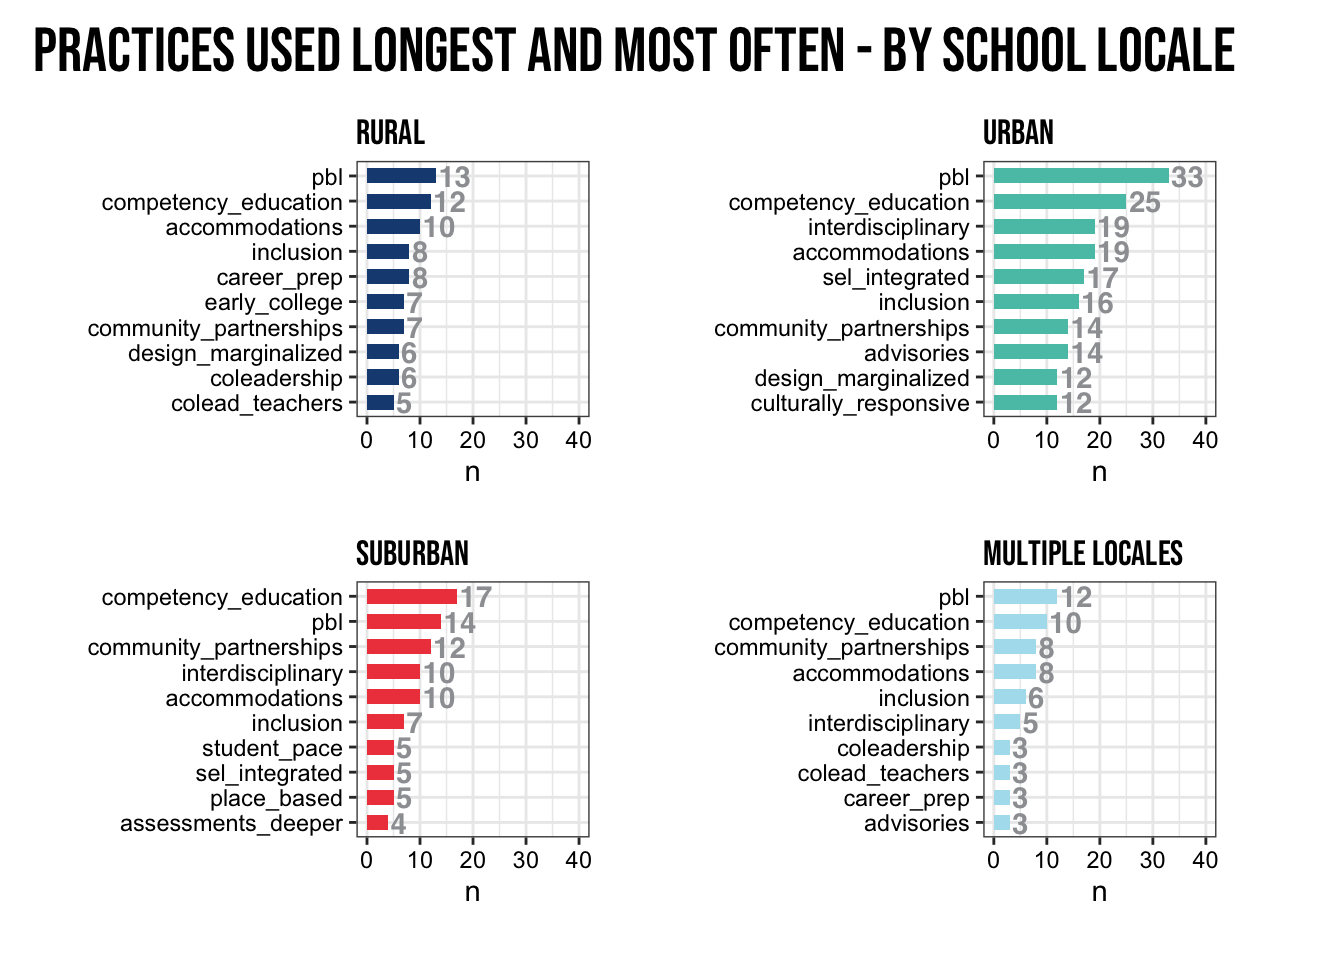 PRACTICES USED LONGEST AND MOST OFTEN - BY SCHOOL LOCALE
RURAL
pbl 13
competency_education 12
accommodations 10
inclusion 8
career_prep 8
early_college 7
community_partnerships 7
design_marginalized 6
coleadership 6
colead_teachers 5
0 10 20 30 40
n
URBAN
pbl 33
competency_education 25
interdisciplinary 19
accommodations 19
sel_integrated 17
inclusion 16
community_partnerships 14
advisories 14
design_marginalized 12
culturally_responsive 12
0 10 20 30 40
n
SUBURBAN
competency_education 17
pbl 14
community_partnerships 12
interdisciplinary 10
accommodations 10
inclusion 7
student_pace 5
sel_integrated 5
place_based 5
assessments_deeper 4
0 10 20 30 40
n
MULTIPLE LOCALES
pbl 12
competency_education 10
community_partnerships 8
accommodations 8
inclusion 6
interdisciplinary 5
coleadership 3
colead_teachers 3
career_prep 3
advisories 3
0 10 20 30 40
n